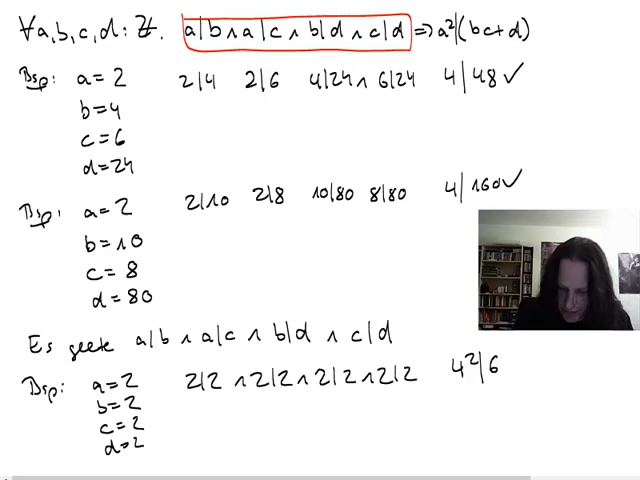 ∀a,b,c,d: ℤ. a|b ∧ a|c ∧ b|d ∧ c|d ⇒ a²|(bc+d)
Bsp: a=2 2|4 2|6 4|24 ∧ 6|24 4|48 ✓
b=4
c=6
d=24
Bsp: a=2 2|10 2|8 10|80 8|80 4|160 ✓
b=10
c=8
d=80
Es gelte a|b ∧ a|c ∧ b|d ∧ c|d
Bsp: a=2 2|2 ∧ 2|2 ∧ 2|2 ∧ 2|2 4²|6
b=2
c=2
d=2